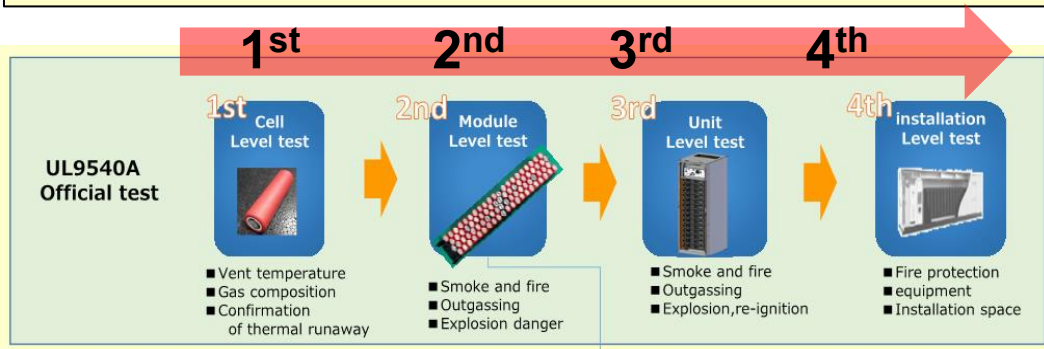 1st 2nd 3rd 4th
UL9540A
Official test
1st
Cell
Level test
■ Vent temperature
■ Gas composition
■ Confirmation
of thermal runaway
2nd
Module
Level test
■ Smoke and fire
■ Outgassing
■ Explosion danger
3rd
Unit
Level test
■ Smoke and fire
■ Outgassing
■ Explosion,re-ignition
4th
installation
Level test
■ Fire protection
■ equipment
■ Installation space